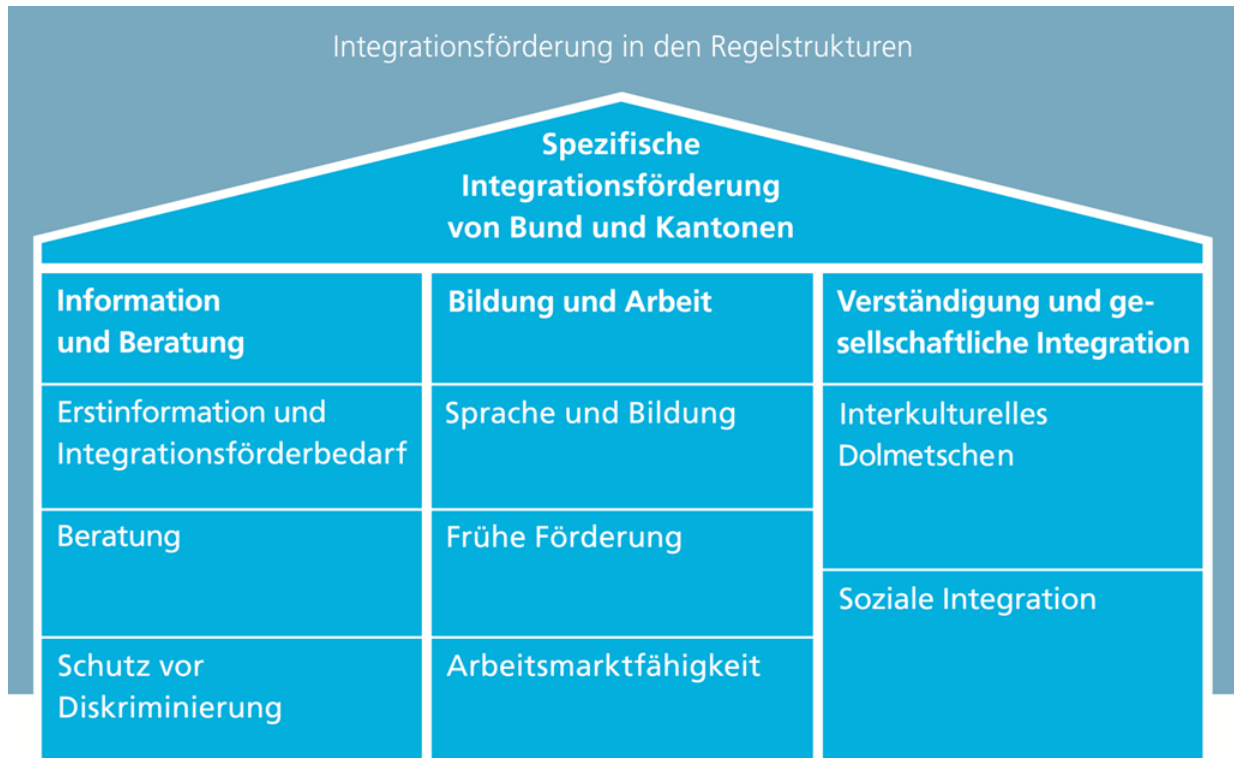 Integrationsförderung in den Regelstrukturen
Spezifische
Integrationsförderung
von Bund und Kantonen
Information
und Beratung
Erstinformation und
Integrationsförderbedarf
Beratung
Schutz vor
Diskriminierung
Bildung und Arbeit
Sprache und Bildung
Frühe Förderung
Arbeitsmarktfähigkeit
Verständigung und ge-
sellschaftliche Integration
Interkulturelles
Dolmetschen
Soziale Integration